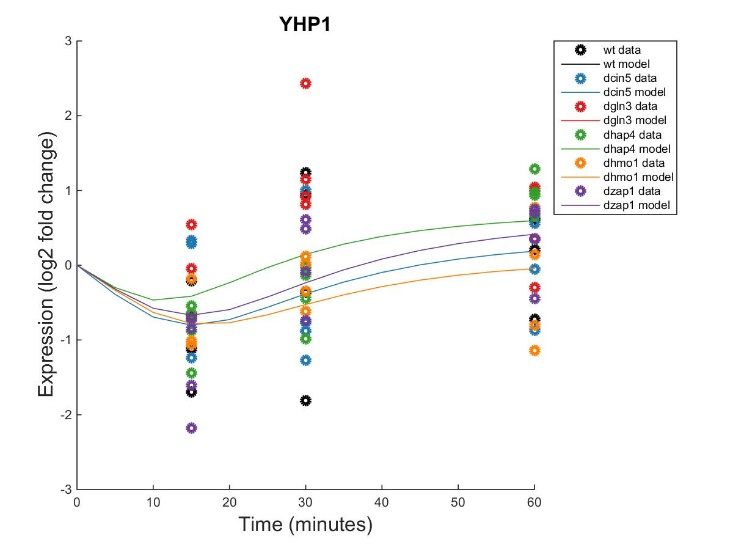 YHP1
Expression (log2 fold change)
3
2
1
0
-1
-2
-3
0 10 20 30 40 50 60
Time (minutes)
wt data
wt model
dcin5 data
dcin5 model
dgln3 data
dgln3 model
dhap4 data
dhap4 model
dhmo1 data
dhmo1 model
dzap1 data
dzap1 model